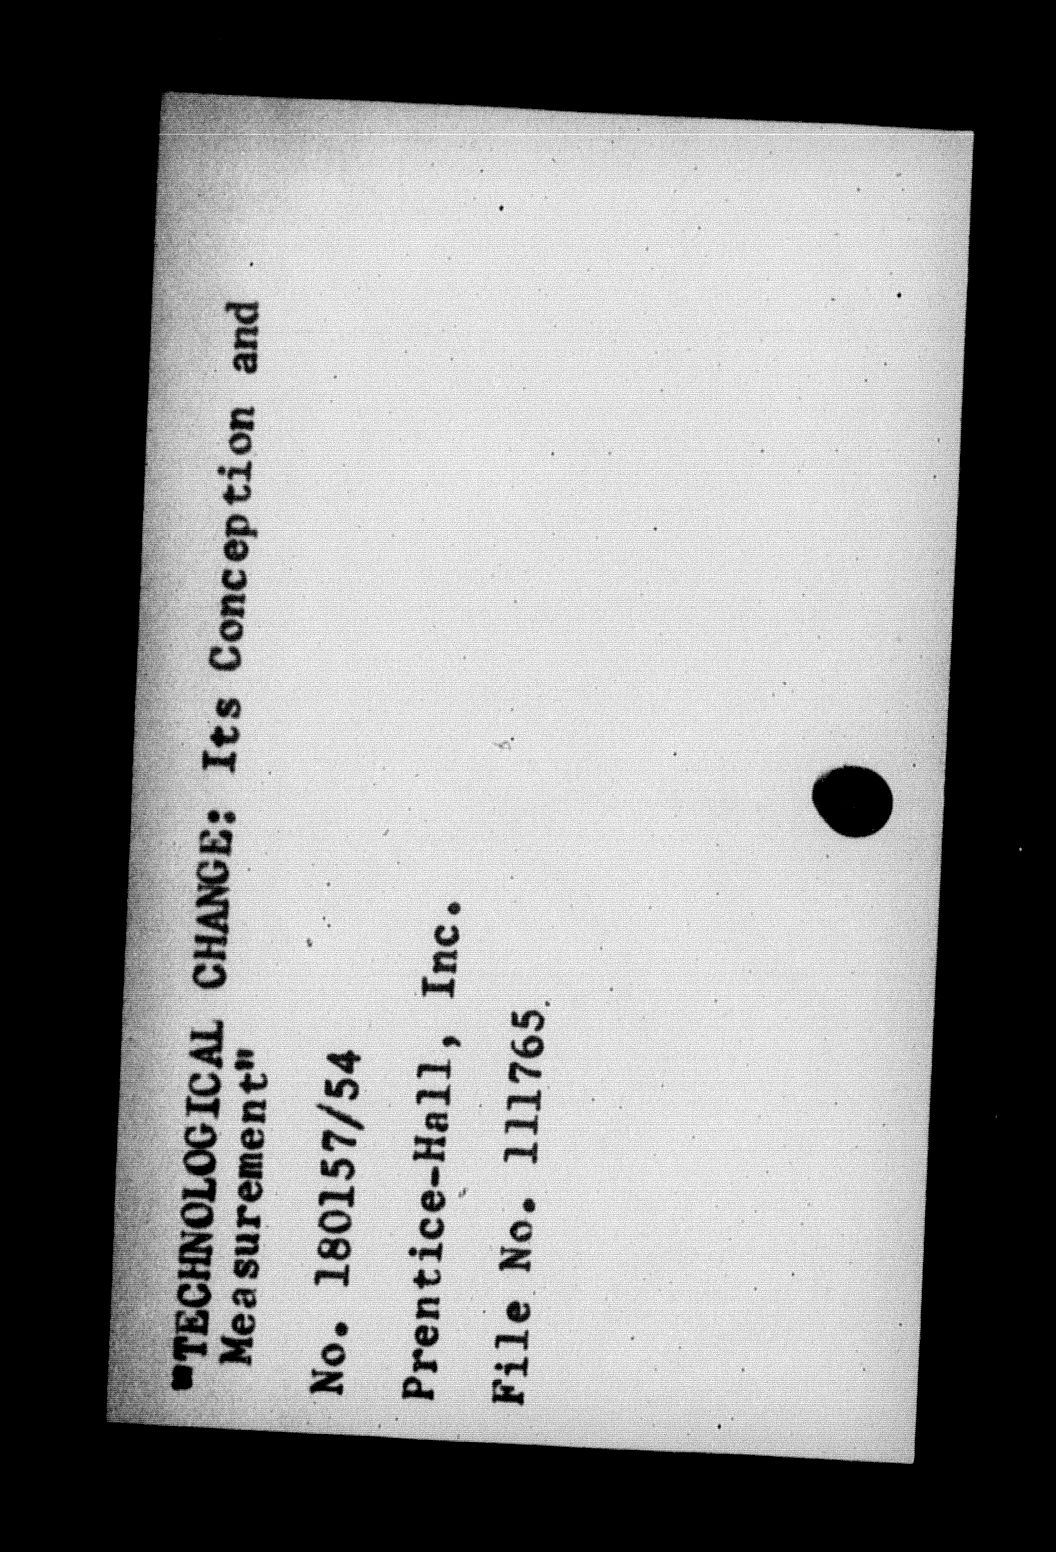 "TECHNOLOGICAL CHANGE: Its Conception and
Measurement"
No. 180157/54
Prentice-Hall, Inc.
File No. 111765.